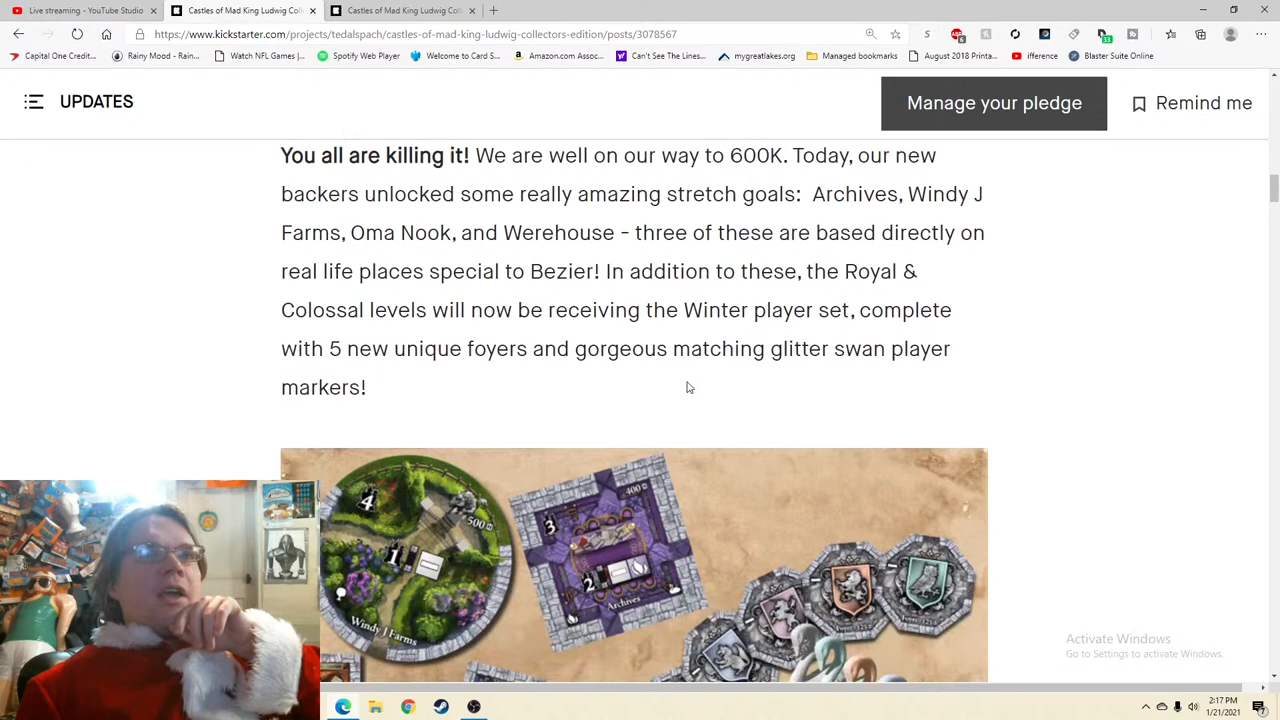 Live streaming - YouTube Studio
Castles of Mad King Ludwig Coll
Castles of Mad King Ludwig Coll
https://www.kickstarter.com/projects/tedalspach/castles-of-mad-king-ludwig-collectors-edition/posts/3078567
Capital One Credit... Rainy Mood - Rain... Watch NFL Games |... Spotify Web Player Welcome to Card S... Amazon.com Assoc... Can't See The Lines... mygreatlakes.org Managed bookmarks August 2018 Printa... ifference Blaster Suite Online
UPDATES
Manage your pledge
Remind me
You all are killing it! We are well on our way to 600K. Today, our new
backers unlocked some really amazing stretch goals: Archives, Windy J
Farms, Oma Nook, and Werehouse - three of these are based directly on
real life places special to Bezier! In addition to these, the Royal &
Colossal levels will now be receiving the Winter player set, complete
with 5 new unique foyers and gorgeous matching glitter swan player
markers!
4
500
1
Windy J Farms
400
3
2
Archives
Activate Windows
Go to Settings to activate Windows.
2:17 PM
1/21/2021